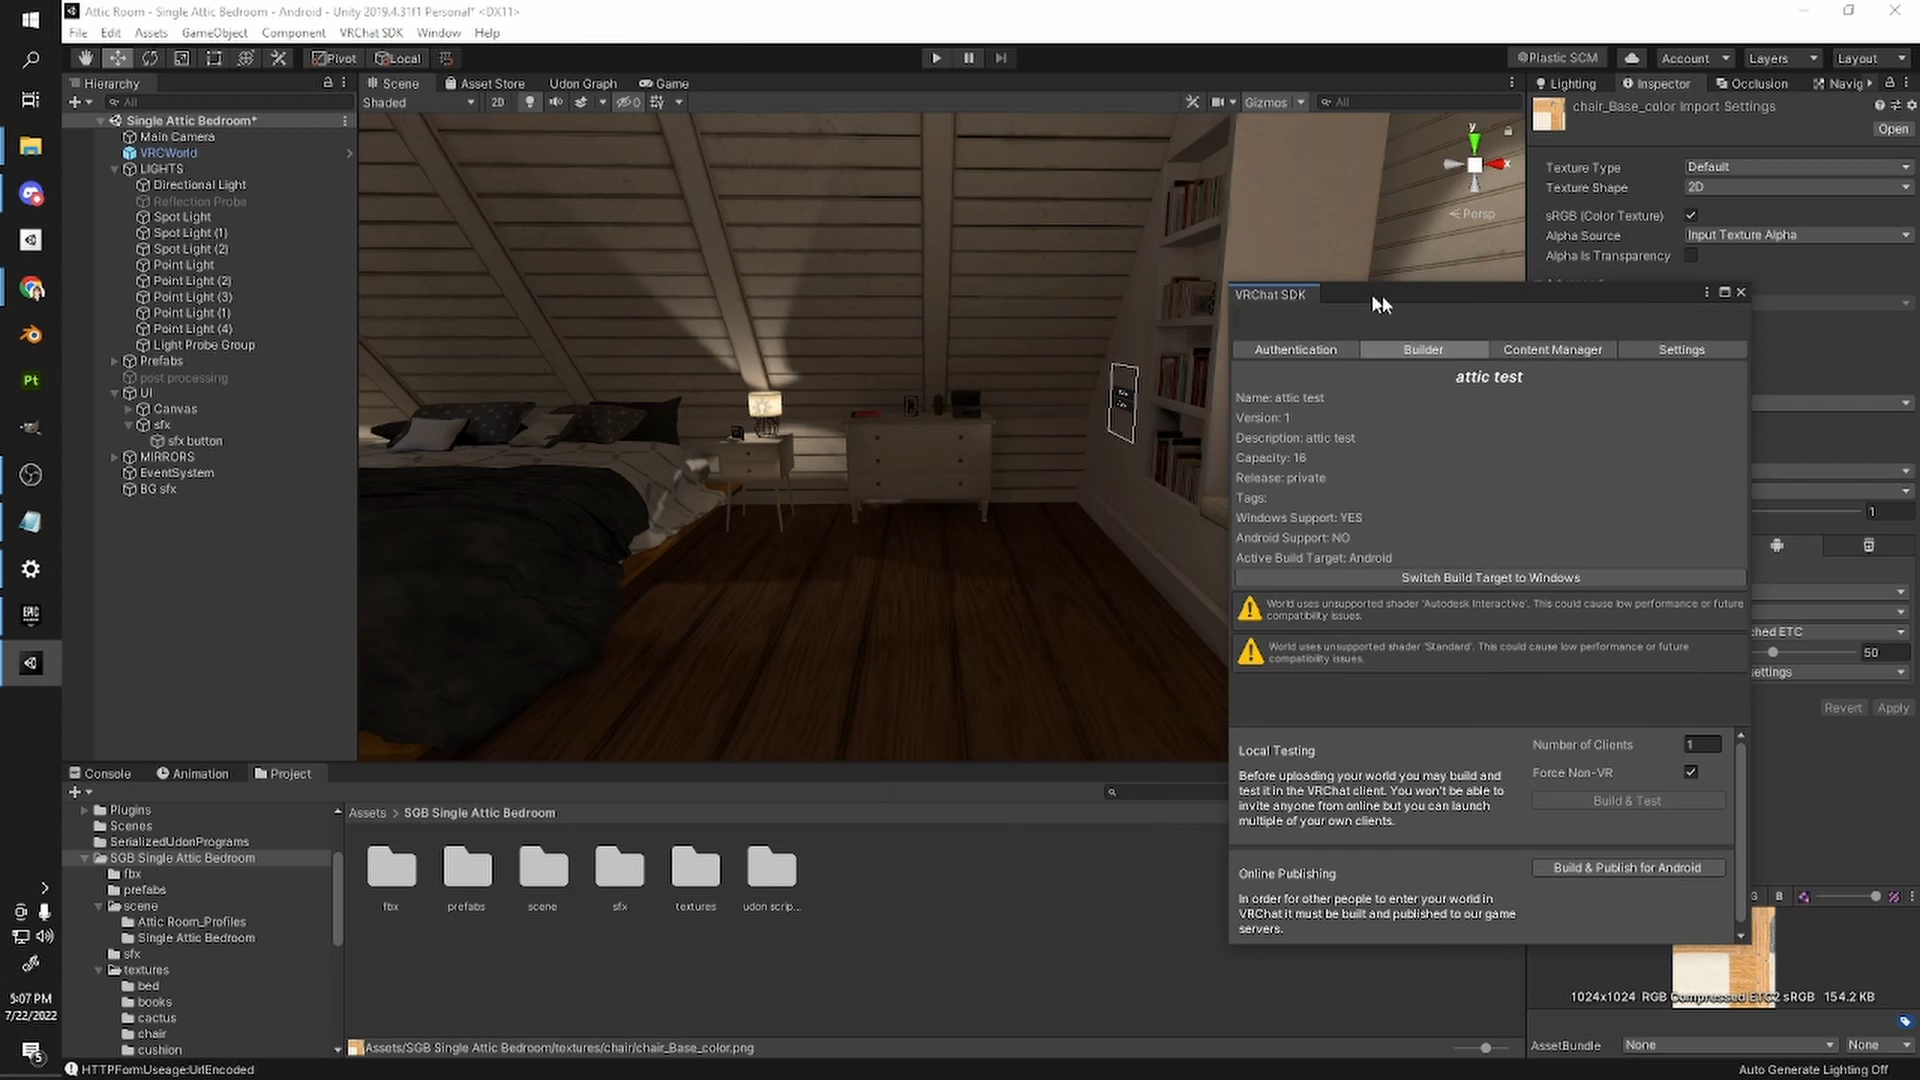 Attic Room - Single Attic Bedroom - Android - Unity 2019.4.31f1 Personal* <DX11>
File Edit Assets GameObject Component VRChat SDK Window Help
Pivot Local Plastic SCM Account Layers Layout
Hierarchy
All
Single Attic Bedroom*
Main Camera
VRCWorld
LIGHTS
Directional Light
Reflection Probe
Spot Light
Spot Light (1)
Spot Light (2)
Point Light
Point Light (2)
Point Light (3)
Point Light (1)
Point Light (4)
Light Probe Group
Prefabs
post processing
UI
Canvas
sfx
sfx button
MIRRORS
EventSystem
BG sfx
Scene Asset Store Udon Graph Game
Shaded 2D 0 Gizmos All
y
x
Persp
Lighting Inspector Occlusion Navig
chair_Base_color Import Settings
Open
Texture Type Default
Texture Shape 2D
sRGB (Color Texture)
Alpha Source Input Texture Alpha
Alpha Is Transparency
1
ched ETC
50
settings
Revert Apply
VRChat SDK
Authentication Builder Content Manager Settings
attic test
Name: attic test
Version: 1
Description: attic test
Capacity: 16
Release: private
Tags:
Windows Support: YES
Android Support: NO
Active Build Target: Android
Switch Build Target to Windows
World uses unsupported shader 'Autodesk Interactive'. This could cause low performance or future
compatibility issues.
World uses unsupported shader 'Standard'. This could cause low performance or future
compatibility issues.
Local Testing
Before uploading your world you may build and
test it in the VRChat client. You won't be able to
invite anyone from online but you can launch
multiple of your own clients.
Number of Clients 1
Force Non-VR
Build & Test
Online Publishing
In order for other people to enter your world in
VRChat it must be built and published to our game
servers.
Build & Publish for Android
Console Animation Project
Plugins
Scenes
SerializedUdonPrograms
SGB Single Attic Bedroom
fbx
prefabs
scene
Attic Room_Profiles
Single Attic Bedroom
sfx
textures
bed
books
cactus
chair
cushion
Assets > SGB Single Attic Bedroom
fbx prefabs scene sfx textures udon scrip...
Assets/SGB Single Attic Bedroom/textures/chair/chair_Base_color.png
G B
1024x1024 RGB Compressed ETC2 sRGB 154.2 KB
AssetBundle None None
HTTPFormUseage:UrlEncoded
Auto Generate Lighting Off
Pt
EPIC
5:07 PM
7/22/2022
5